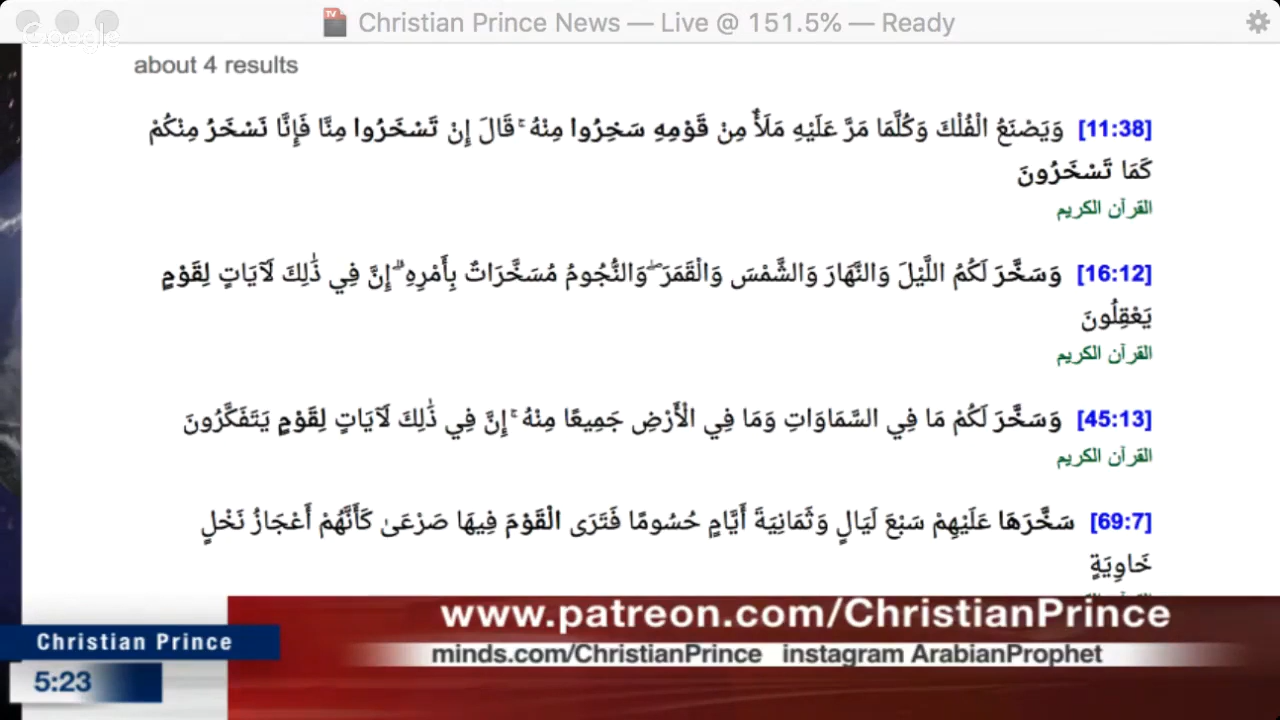 Christian Prince News — Live @ 151.5% — Ready
Google
about 4 results
[11:38] وَيَصْنَعُ الْفُلْكَ وَكُلَّمَا مَرَّ عَلَيْهِ مَلَأٌ مِنْ قَوْمِهِ سَخِرُوا مِنْهُ ۚ قَالَ إِنْ تَسْخَرُوا مِنَّا فَإِنَّا نَسْخَرُ مِنْكُمْ
كَمَا تَسْخَرُونَ
القرآن الكريم
[16:12] وَسَخَّرَ لَكُمُ اللَّيْلَ وَالنَّهَارَ وَالشَّمْسَ وَالْقَمَرَ ۖ وَالنُّجُومُ مُسَخَّرَاتٌ بِأَمْرِهِ ۗ إِنَّ فِي ذَٰلِكَ لَآيَاتٍ لِقَوْمٍ
يَعْقِلُونَ
القرآن الكريم
[45:13] وَسَخَّرَ لَكُمْ مَا فِي السَّمَاوَاتِ وَمَا فِي الْأَرْضِ جَمِيعًا مِنْهُ ۚ إِنَّ فِي ذَٰلِكَ لَآيَاتٍ لِقَوْمٍ يَتَفَكَّرُونَ
القرآن الكريم
[69:7] سَخَّرَهَا عَلَيْهِمْ سَبْعَ لَيَالٍ وَثَمَانِيَةَ أَيَّامٍ حُسُومًا فَتَرَى الْقَوْمَ فِيهَا صَرْعَىٰ كَأَنَّهُمْ أَعْجَازُ نَخْلٍ
خَاوِيَةٍ
www.patreon.com/ChristianPrince
Christian Prince
minds.com/ChristianPrince instagram ArabianProphet
5:23